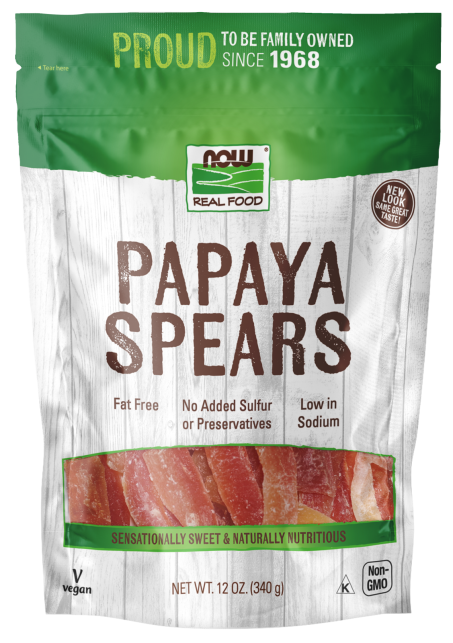 PROUD TO BE FAMILY OWNED
SINCE 1968
Tear here
NOW®
REAL FOOD
NEW
LOOK
SAME GREAT
TASTE!
PAPAYA
SPEARS
Fat Free
No Added Sulfur
or Preservatives
Low in
Sodium
SENSATIONALLY SWEET & NATURALLY NUTRITIOUS
V
vegan
NET WT. 12 OZ. (340 g)
K
Non-
GMO